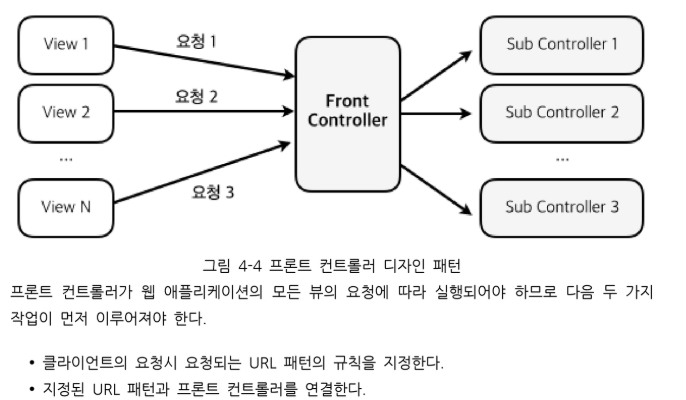 View 1
요청 1
Sub Controller 1
View 2
요청 2
Front
Controller
Sub Controller 2
...
...
View N
요청 3
Sub Controller 3
그림 4-4 프론트 컨트롤러 디자인 패턴
프론트 컨트롤러가 웹 애플리케이션의 모든 뷰의 요청에 따라 실행되어야 하므로 다음 두 가지
작업이 먼저 이루어져야 한다.
• 클라이언트의 요청시 요청되는 URL 패턴의 규칙을 지정한다.
• 지정된 URL 패턴과 프론트 컨트롤러를 연결한다.